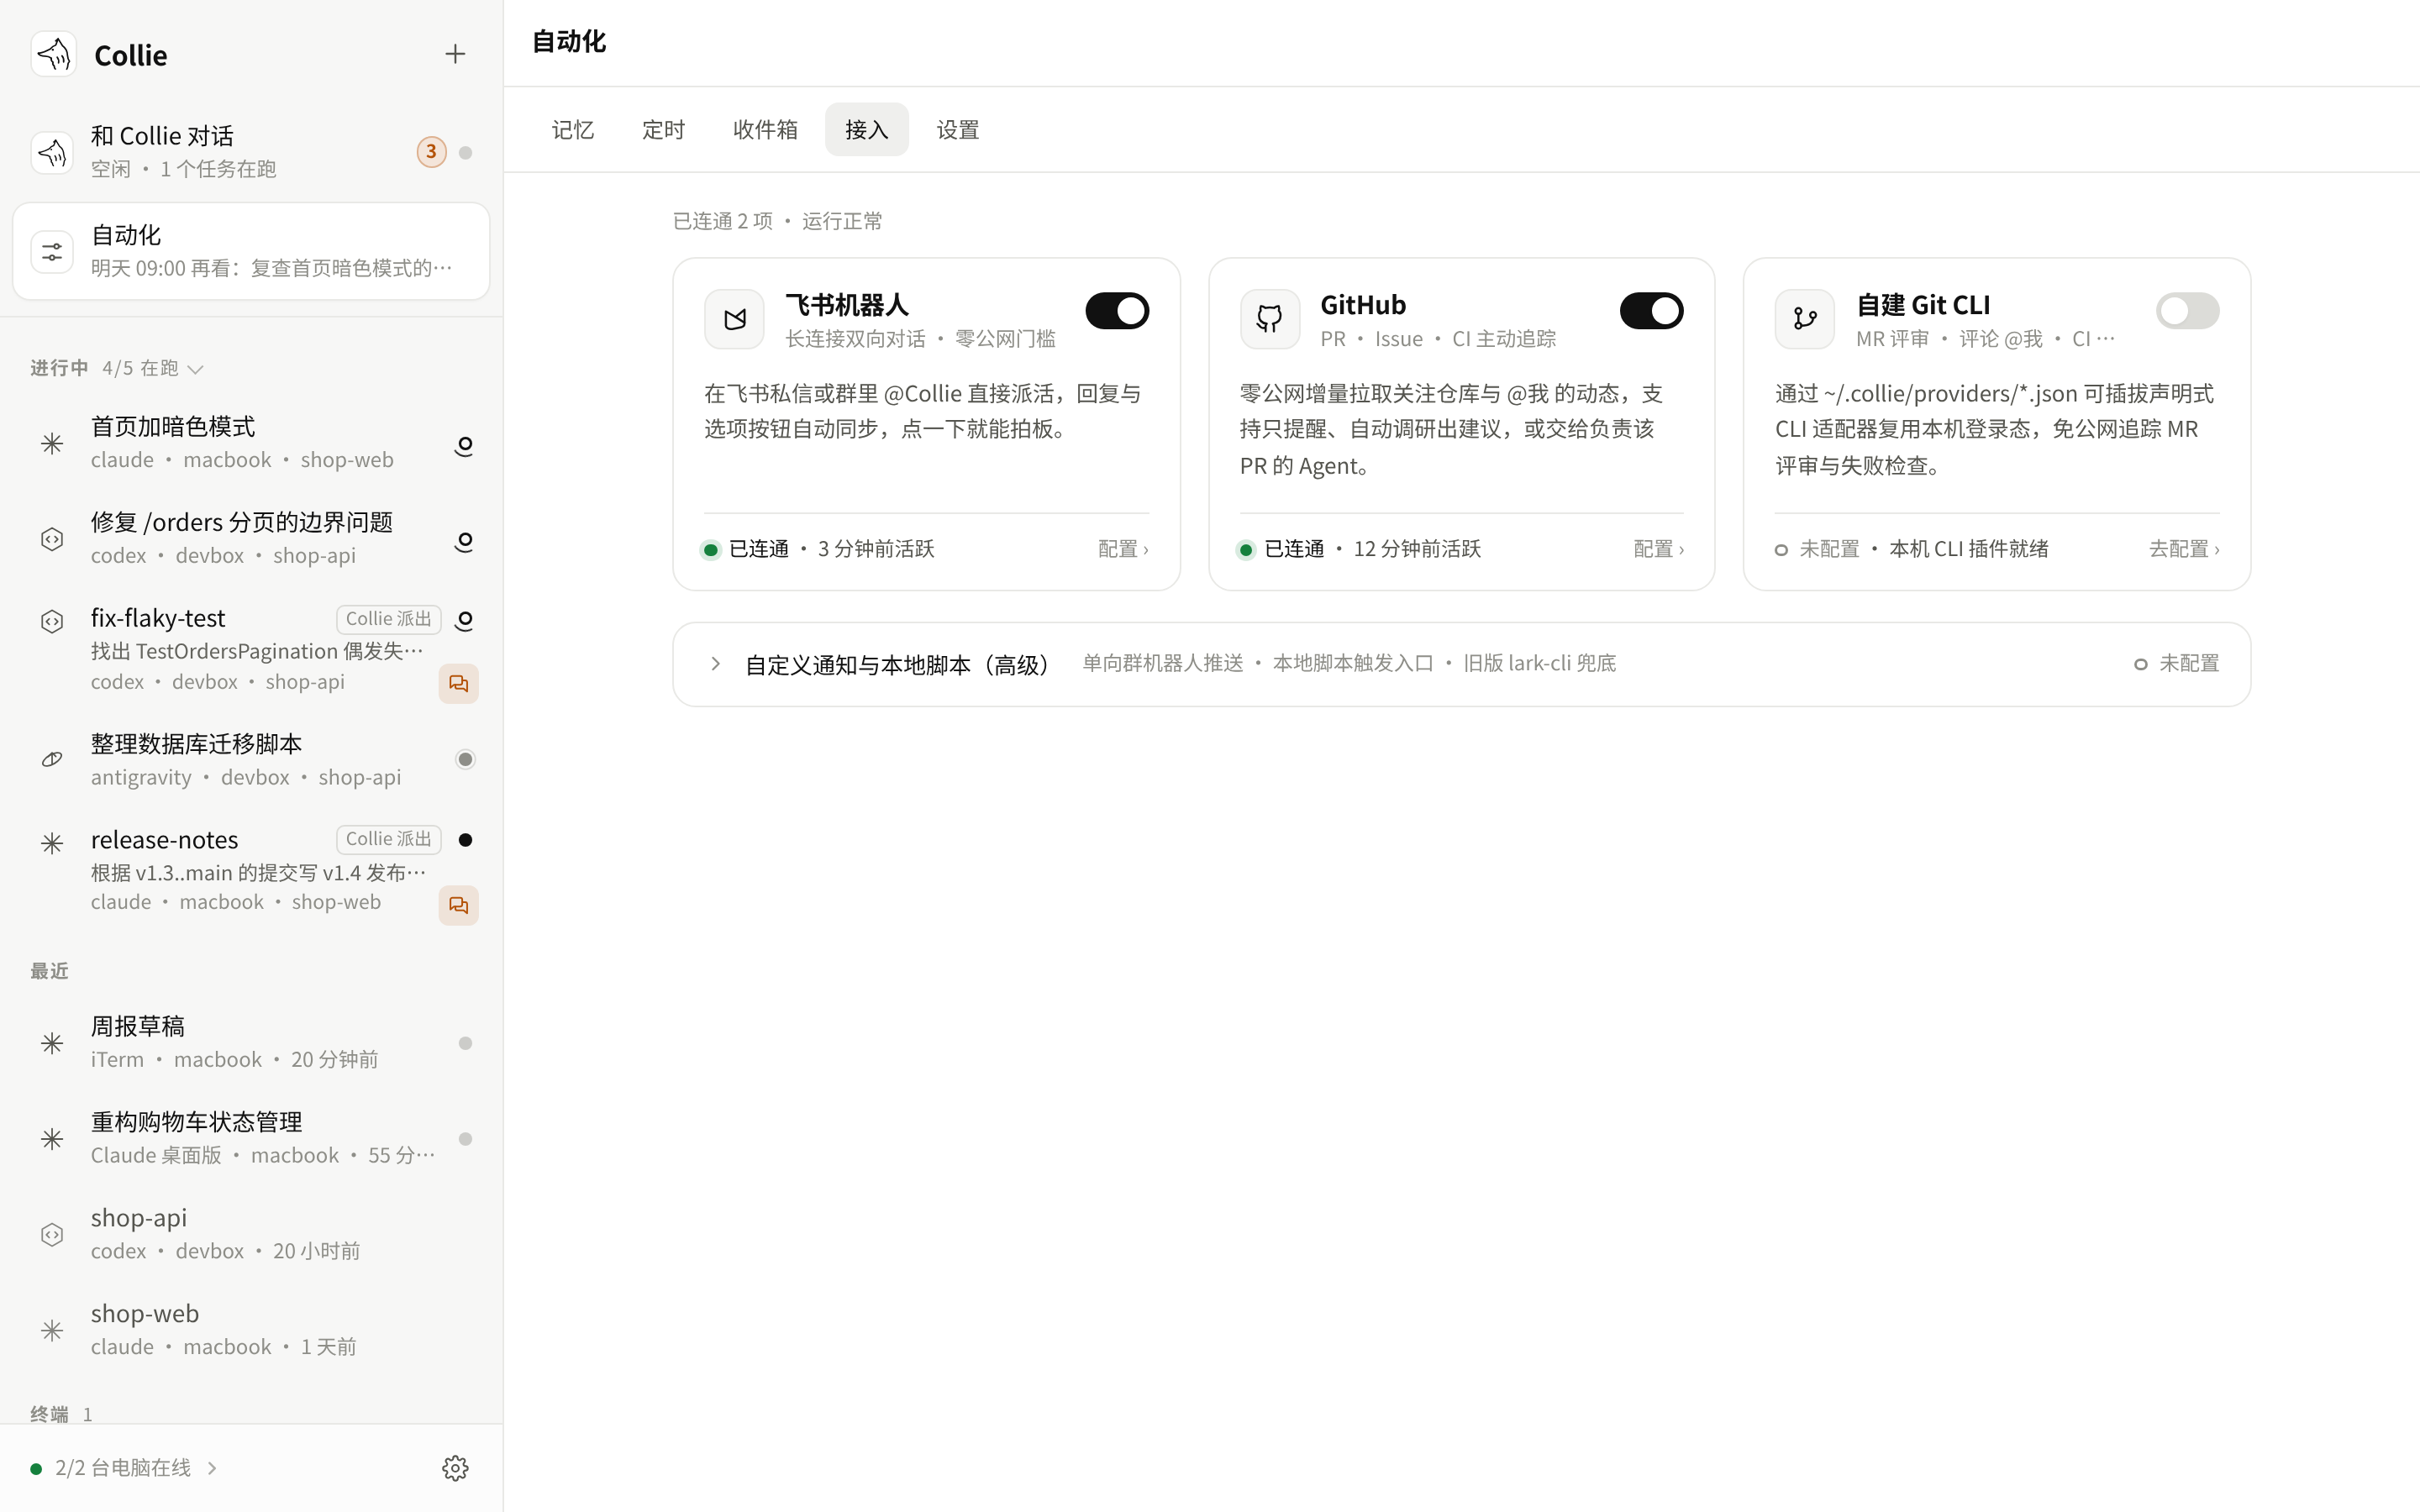 Collie
和 Collie 对话
3
空闲 • 1 个任务在跑
自动化
明天 09:00 再看：复查首页暗色模式的…
进行中 4/5 在跑
首页加暗色模式
claude • macbook • shop-web
修复 /orders 分页的边界问题
codex • devbox • shop-api
fix-flaky-test
Collie 派出
找出 TestOrdersPagination 偶发失…
codex • devbox • shop-api
整理数据库迁移脚本
antigravity • devbox • shop-api
release-notes
Collie 派出
根据 v1.3..main 的提交写 v1.4 发布…
claude • macbook • shop-web
最近
周报草稿
iTerm • macbook • 20 分钟前
重构购物车状态管理
Claude 桌面版 • macbook • 55 分…
shop-api
codex • devbox • 20 小时前
shop-web
claude • macbook • 1 天前
终端 1
2/2 台电脑在线
自动化
记忆 定时 收件箱 接入 设置
已连通 2 项 • 运行正常
飞书机器人
长连接双向对话 • 零公网门槛
在飞书私信或群里 @Collie 直接派活，回复与
选项按钮自动同步，点一下就能拍板。
已连通 • 3 分钟前活跃
配置 ›
GitHub
PR • Issue • CI 主动追踪
零公网增量拉取关注仓库与 @我 的动态，支
持只提醒、自动调研出建议，或交给负责该
PR 的 Agent。
已连通 • 12 分钟前活跃
配置 ›
自建 Git CLI
MR 评审 • 评论 @我 • CI …
通过 ~/.collie/providers/*.json 可插拔声明式
CLI 适配器复用本机登录态，免公网追踪 MR
评审与失败检查。
未配置 • 本机 CLI 插件就绪
去配置 ›
自定义通知与本地脚本（高级）
单向群机器人推送 • 本地脚本触发入口 • 旧版 lark-cli 兜底
未配置